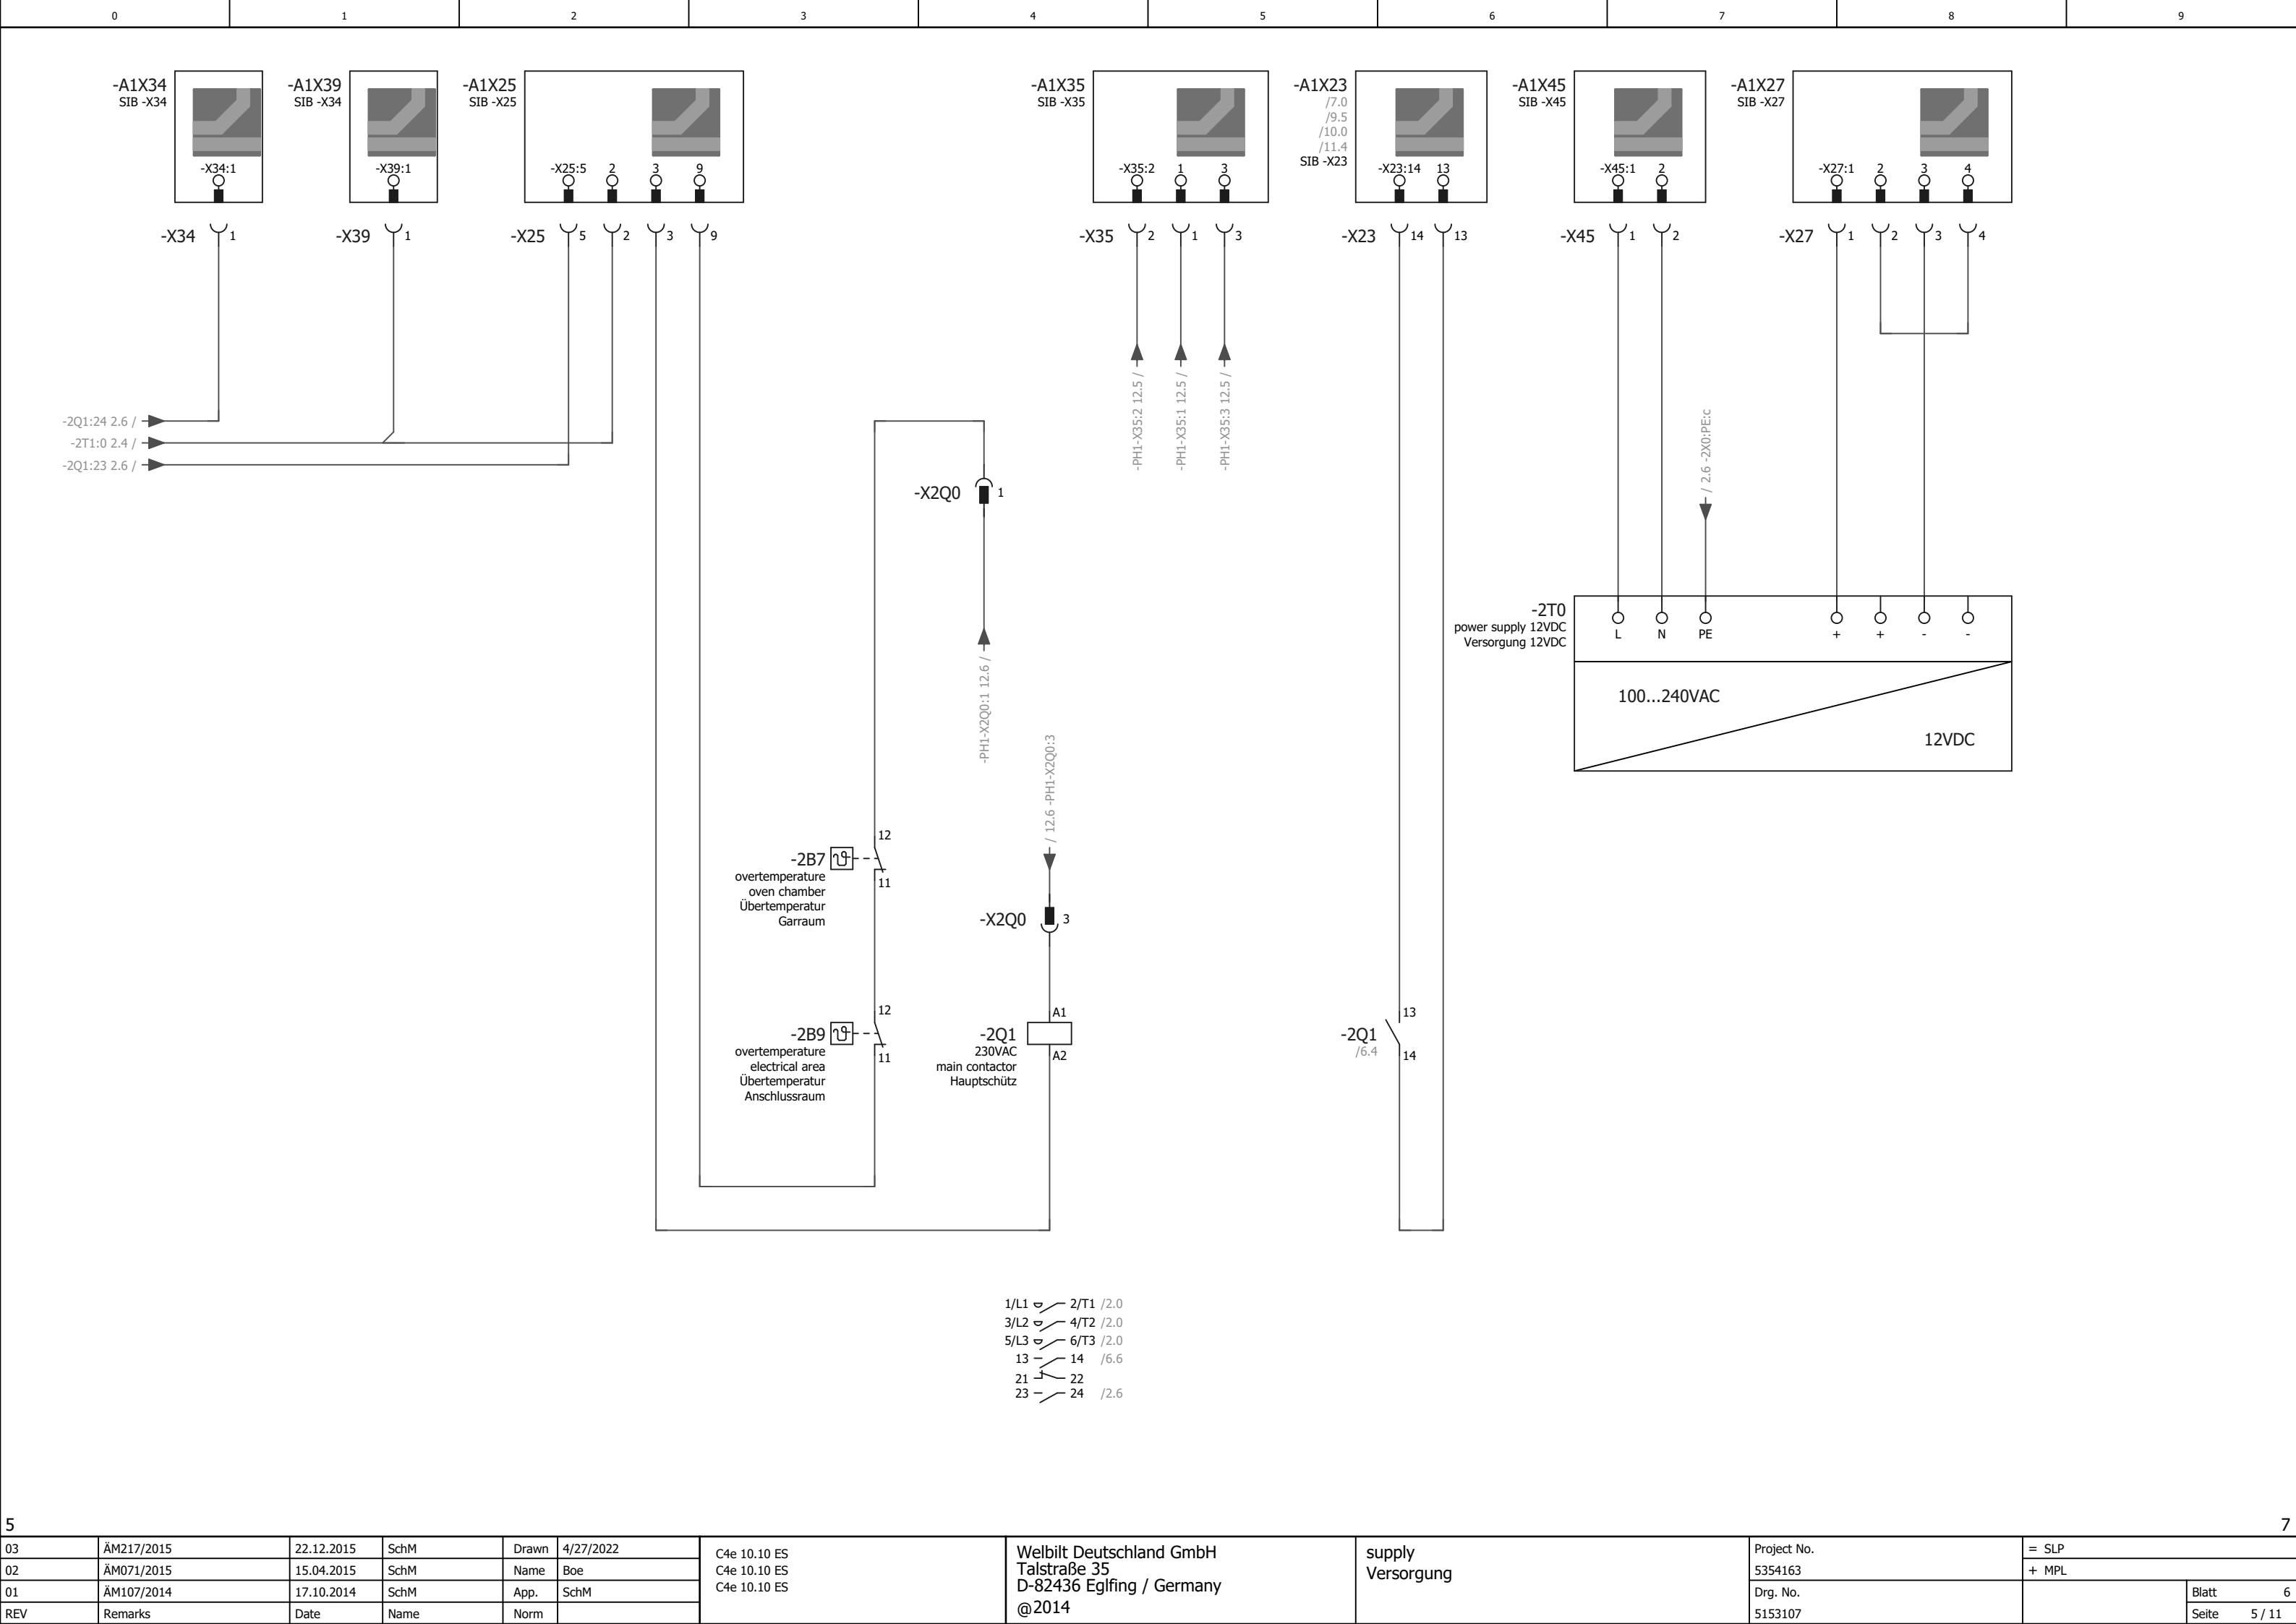 0 1 2 3 4 5 6 7 8 9
-A1X34
SIB -X34
-X34:1
-X34 1
-A1X39
SIB -X34
-X39:1
-X39 1
-A1X25
SIB -X25
-X25:5 2 3 9
-X25 5 2 3 9
-A1X35
SIB -X35
-X35:2 1 3
-X35 2 1 3
-A1X23
/7.0
/9.5
/10.0
/11.4
SIB -X23
-X23:14 13
-X23 14 13
-A1X45
SIB -X45
-X45:1 2
-X45 1 2
-A1X27
SIB -X27
-X27:1 2 3 4
-X27 1 2 3 4
-2Q1:24 2.6 /
-2T1:0 2.4 /
-2Q1:23 2.6 /
-PH1-X35:2 12.5 /
-PH1-X35:1 12.5 /
-PH1-X35:3 12.5 /
/ 2.6 -2X0:PE:c
-X2Q0 1
-PH1-X2Q0:1 12.6 /
/ 12.6 -PH1-X2Q0:3
-2T0
power supply 12VDC
Versorgung 12VDC
L N PE + + - -
100...240VAC
12VDC
12
-2B7
11
overtemperature
oven chamber
Übertemperatur
Garraum
-X2Q0 3
12
-2B9
11
overtemperature
electrical area
Übertemperatur
Anschlussraum
A1
-2Q1
A2
230VAC
main contactor
Hauptschütz
13
-2Q1
/6.4
14
1/L1 2/T1 /2.0
3/L2 4/T2 /2.0
5/L3 6/T3 /2.0
13 14 /6.6
21 22
23 24 /2.6
5 7
03 ÄM217/2015 22.12.2015 SchM Drawn 4/27/2022
02 ÄM071/2015 15.04.2015 SchM Name Boe
01 ÄM107/2014 17.10.2014 SchM App. SchM
REV Remarks Date Name Norm
C4e 10.10 ES
C4e 10.10 ES
C4e 10.10 ES
Welbilt Deutschland GmbH
Talstraße 35
D-82436 Eglfing / Germany
@2014
supply
Versorgung
Project No.
5354163
Drg. No.
5153107
= SLP
+ MPL
Blatt 6
Seite 5 / 11